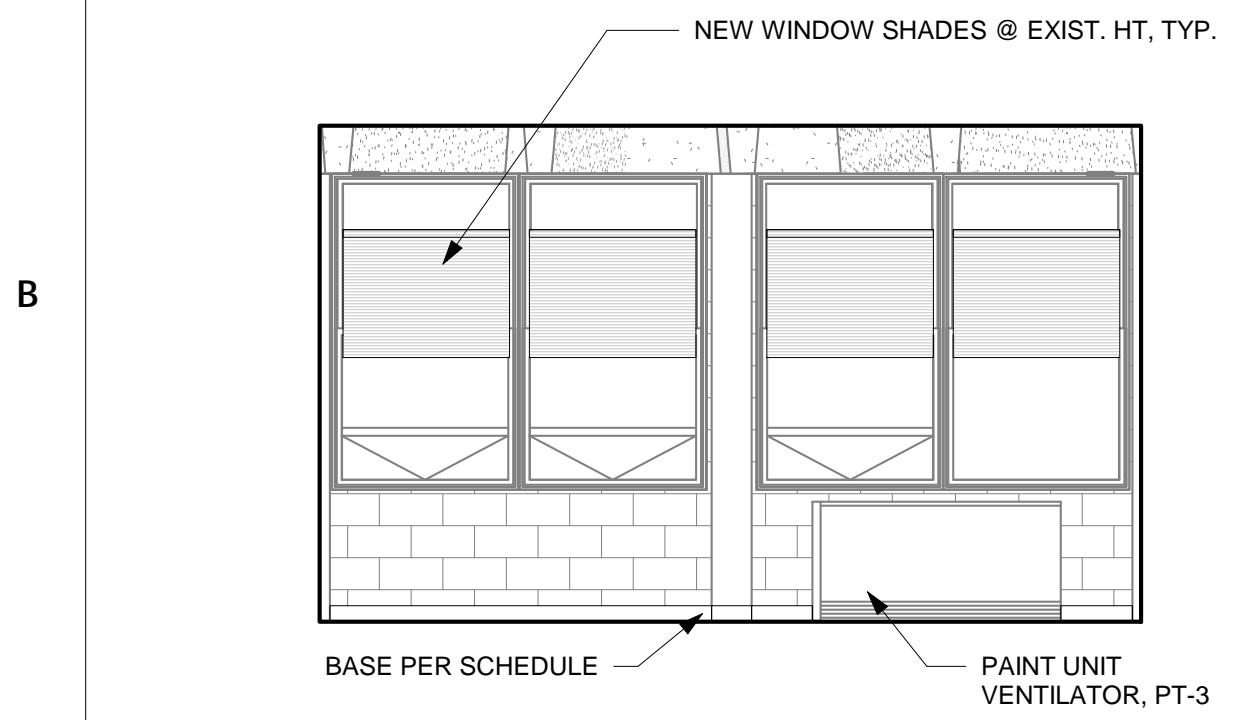 NEW WINDOW SHADES @ EXIST. HT, TYP.
B
BASE PER SCHEDULE
PAINT UNIT
VENTILATOR, PT-3